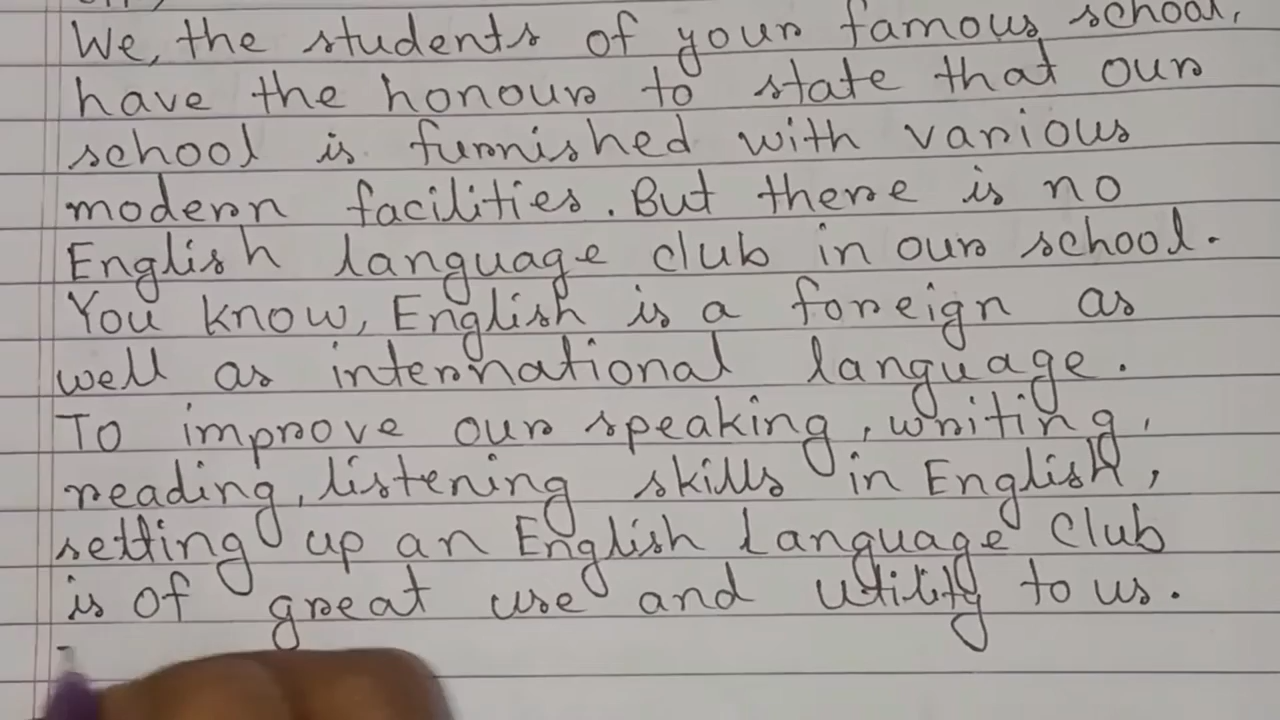 We, the students of your famous school,
have the honour to state that our
school is furnished with various
modern facilities. But there is no
English language club in our school.
You know, English is a foreign as
well as international language.
To improve our speaking, writing,
reading, listening skills in English,
setting up an English Language Club
is of great use and utility to us.